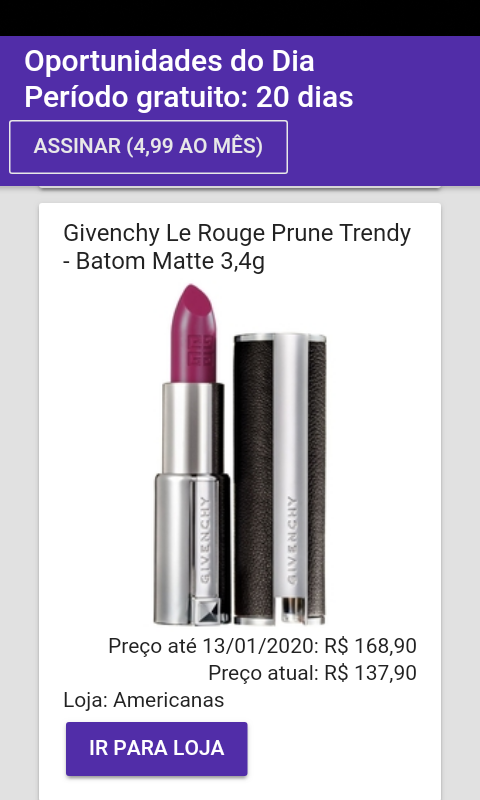 Oportunidades do Dia
Período gratuito: 20 dias
ASSINAR (4,99 AO MÊS)
Givenchy Le Rouge Prune Trendy
- Batom Matte 3,4g
GIVENCHY
GIVENCHY
Preço até 13/01/2020: R$ 168,90
Preço atual: R$ 137,90
Loja: Americanas
IR PARA LOJA